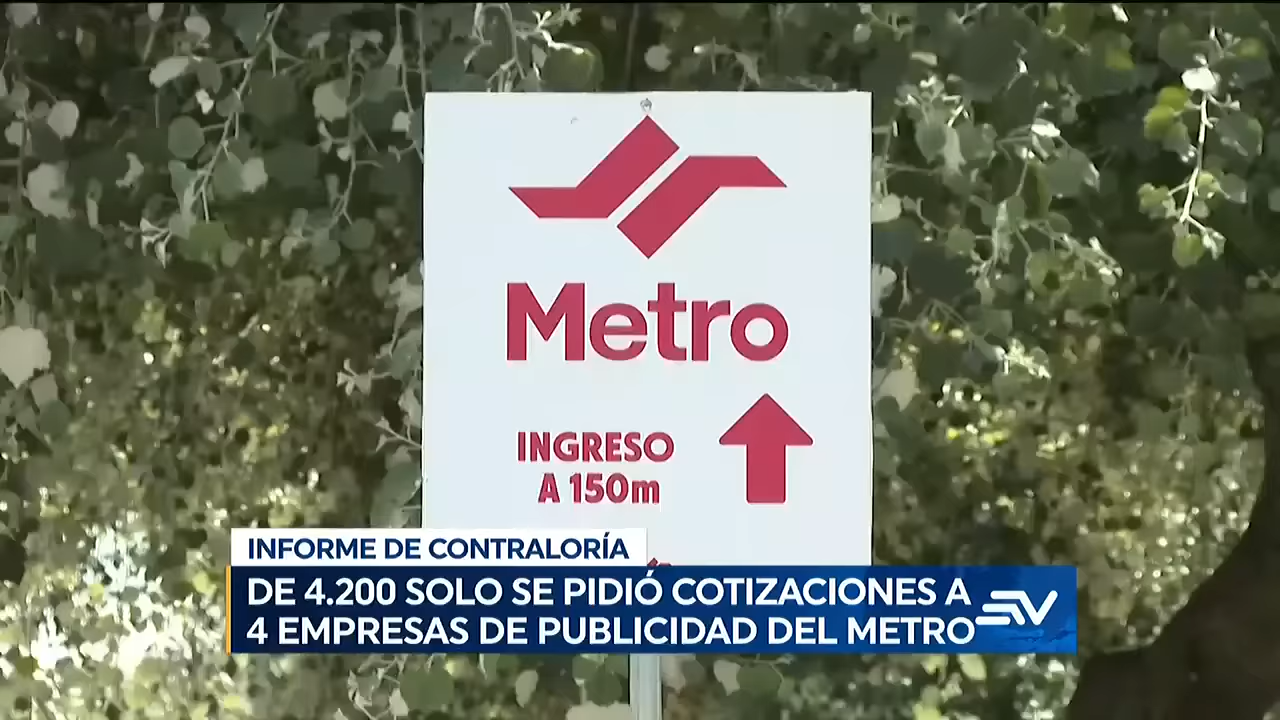 Metro
INGRESO
A 150m
INFORME DE CONTRALORÍA
DE 4.200 SOLO SE PIDIÓ COTIZACIONES A
4 EMPRESAS DE PUBLICIDAD DEL METRO